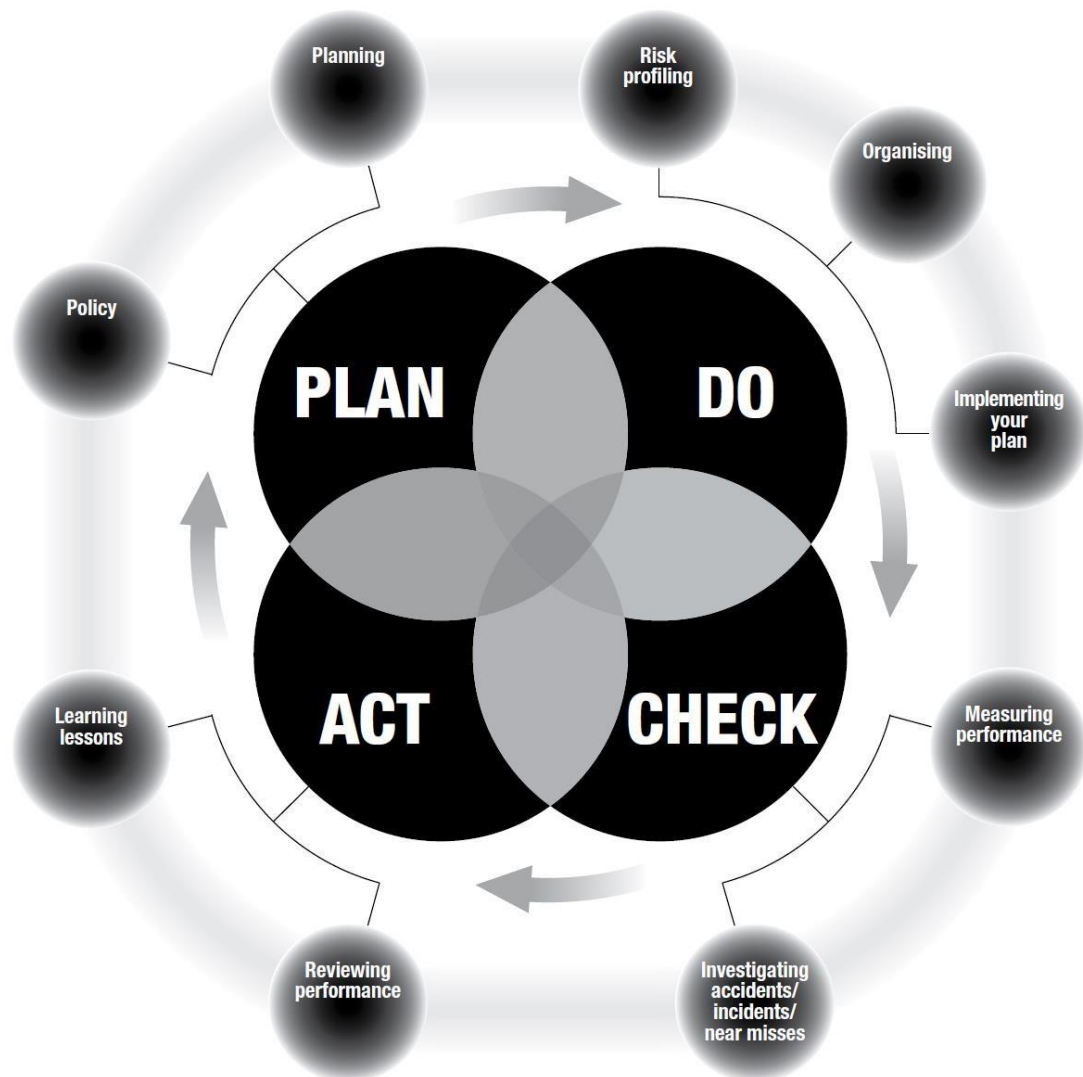 Planning
Risk
profiling
Organising
Policy
PLAN
DO
Implementing
your
plan
Learning
lessons
ACT
CHECK
Measuring
performance
Reviewing
performance
Investigating
accidents/
incidents/
near misses